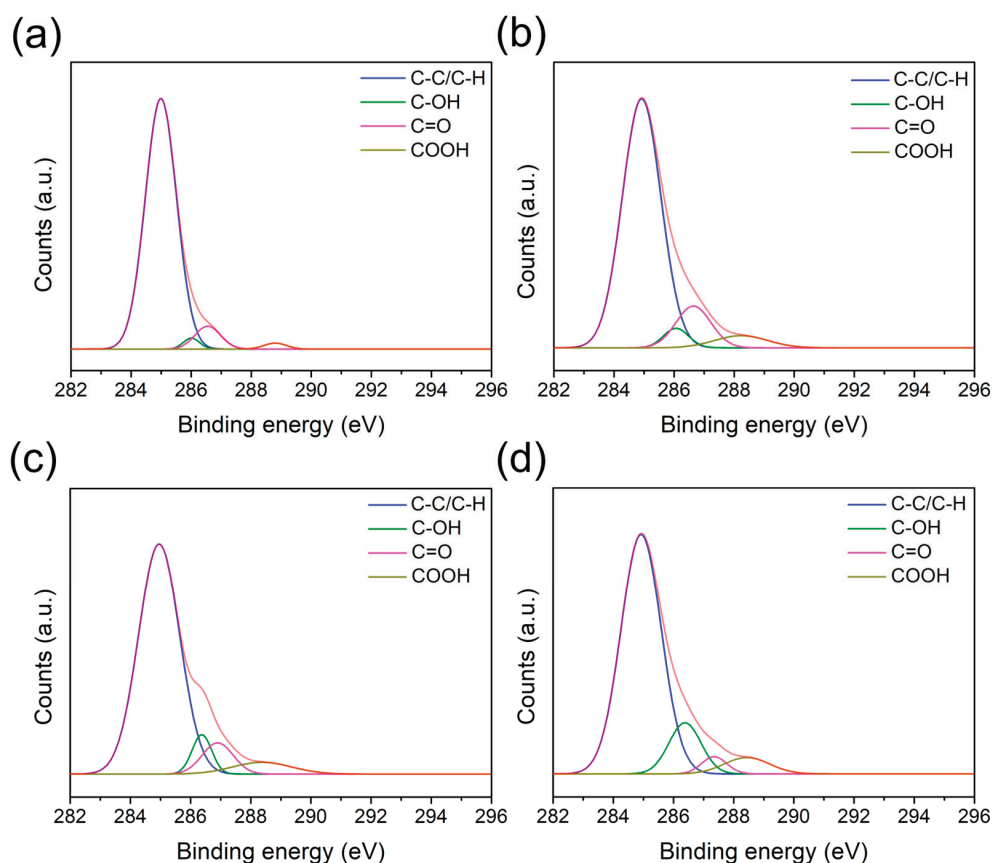 (a)
C-C/C-H
C-OH
C=O
COOH
Counts (a.u.)
282 284 286 288 290 292 294 296
Binding energy (eV)
(b)
C-C/C-H
C-OH
C=O
COOH
Counts (a.u.)
282 284 286 288 290 292 294 296
Binding energy (eV)
(c)
C-C/C-H
C-OH
C=O
COOH
Counts (a.u.)
282 284 286 288 290 292 294 296
Binding energy (eV)
(d)
C-C/C-H
C-OH
C=O
COOH
Counts (a.u.)
282 284 286 288 290 292 294 296
Binding energy (eV)